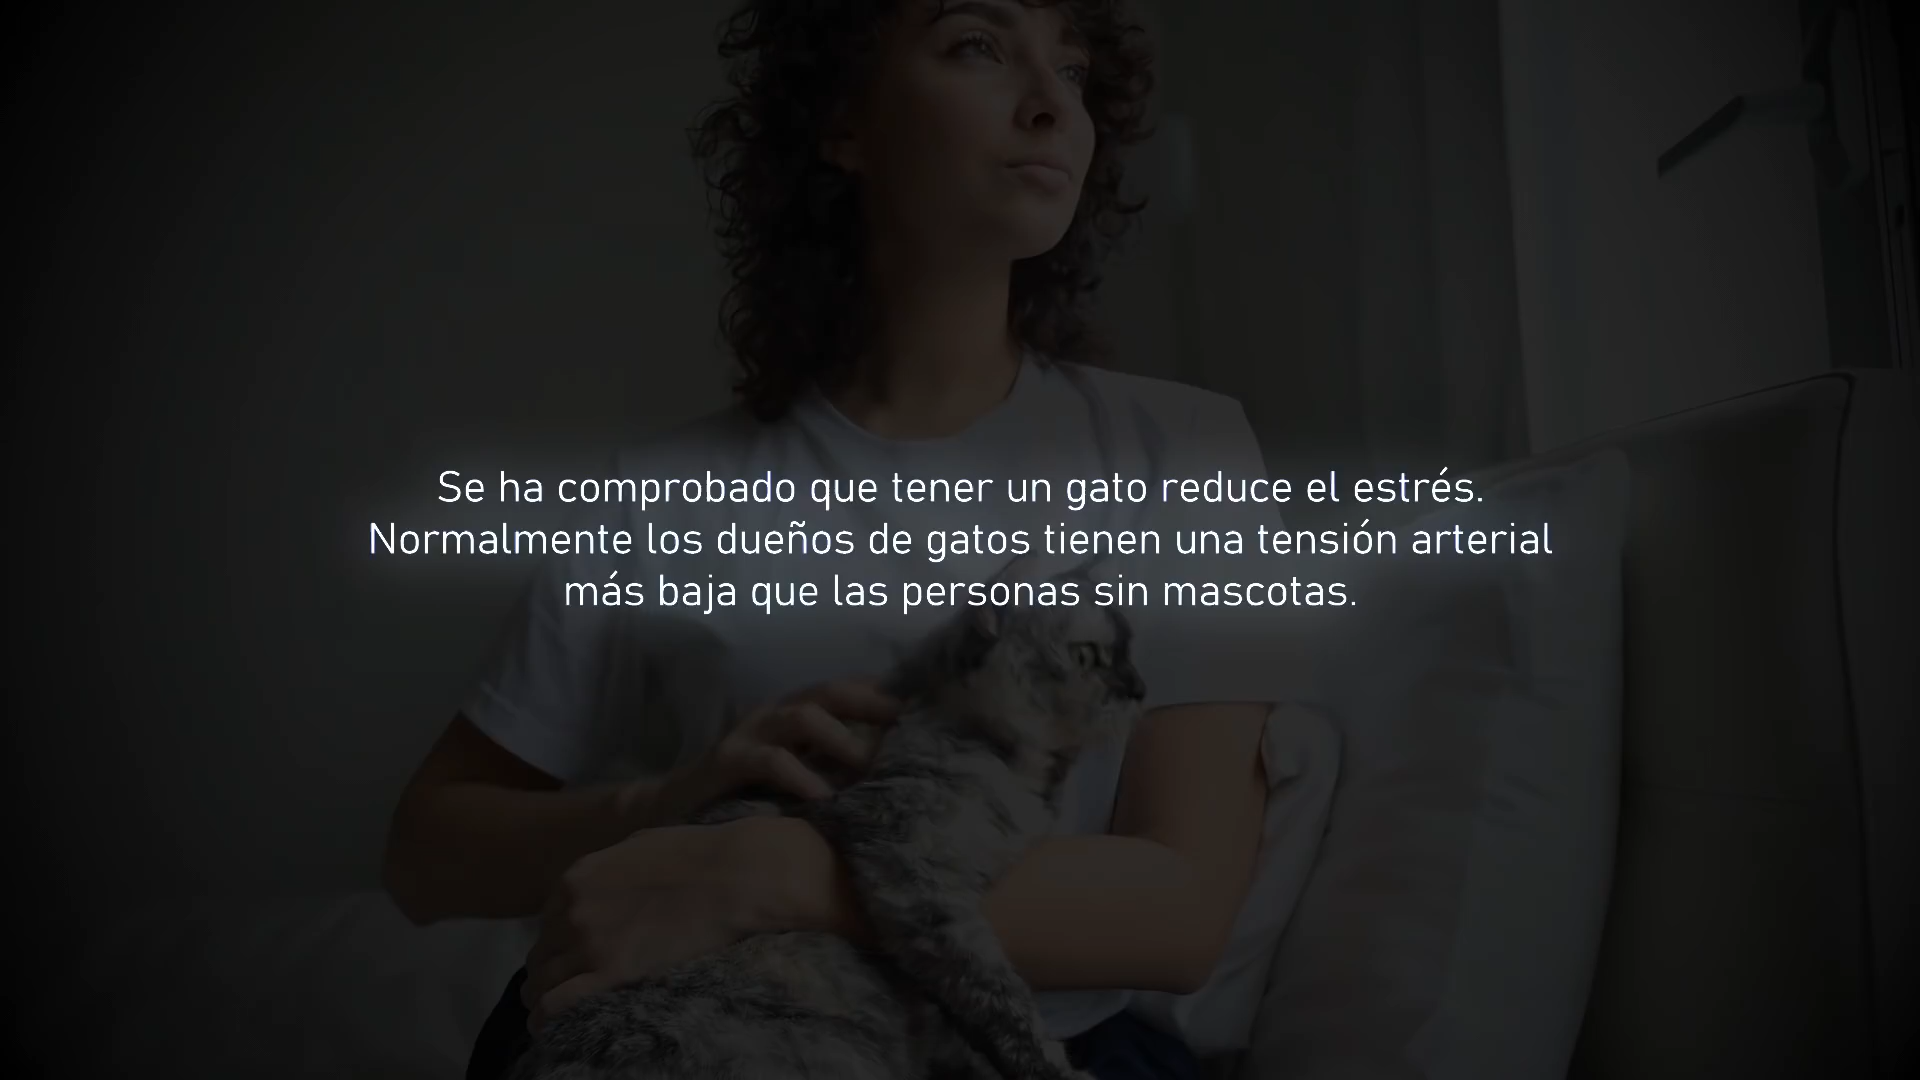 Se ha comprobado que tener un gato reduce el estrés.
Normalmente los dueños de gatos tienen una tensión arterial
más baja que las personas sin mascotas.